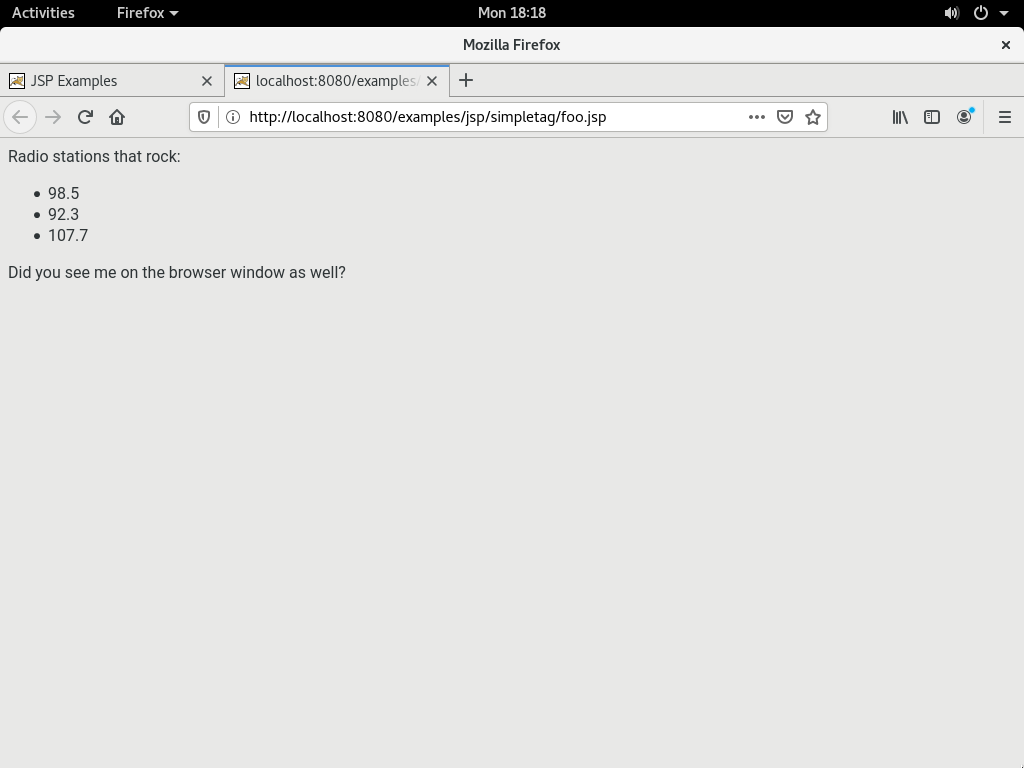 Activities Firefox Mon 18:18
Mozilla Firefox
JSP Examples localhost:8080/examples/
http://localhost:8080/examples/jsp/simpletag/foo.jsp
Radio stations that rock:
• 98.5
• 92.3
• 107.7
Did you see me on the browser window as well?